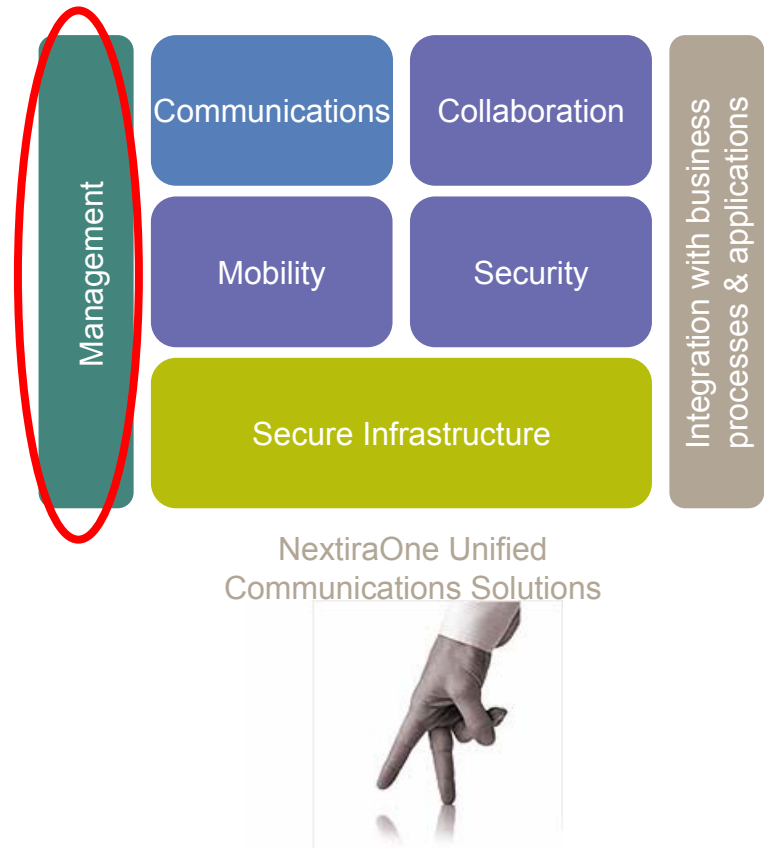 Management
Communications
Collaboration
Mobility
Security
Secure Infrastructure
Integration with business
processes & applications
NextiraOne Unified
Communications Solutions